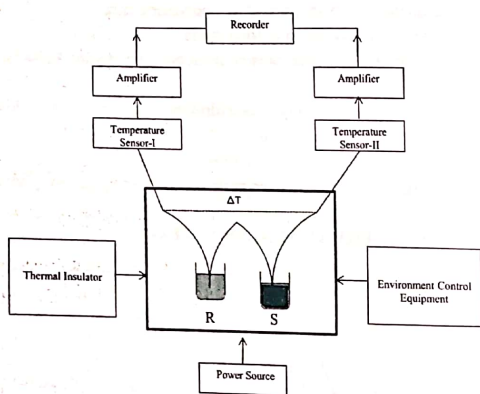 Recorder
Amplifier
Amplifier
Temperature
Sensor-I
Temperature
Sensor-II
ΔT
Thermal Insulator
Environment Control
Equipment
R
S
Power Source